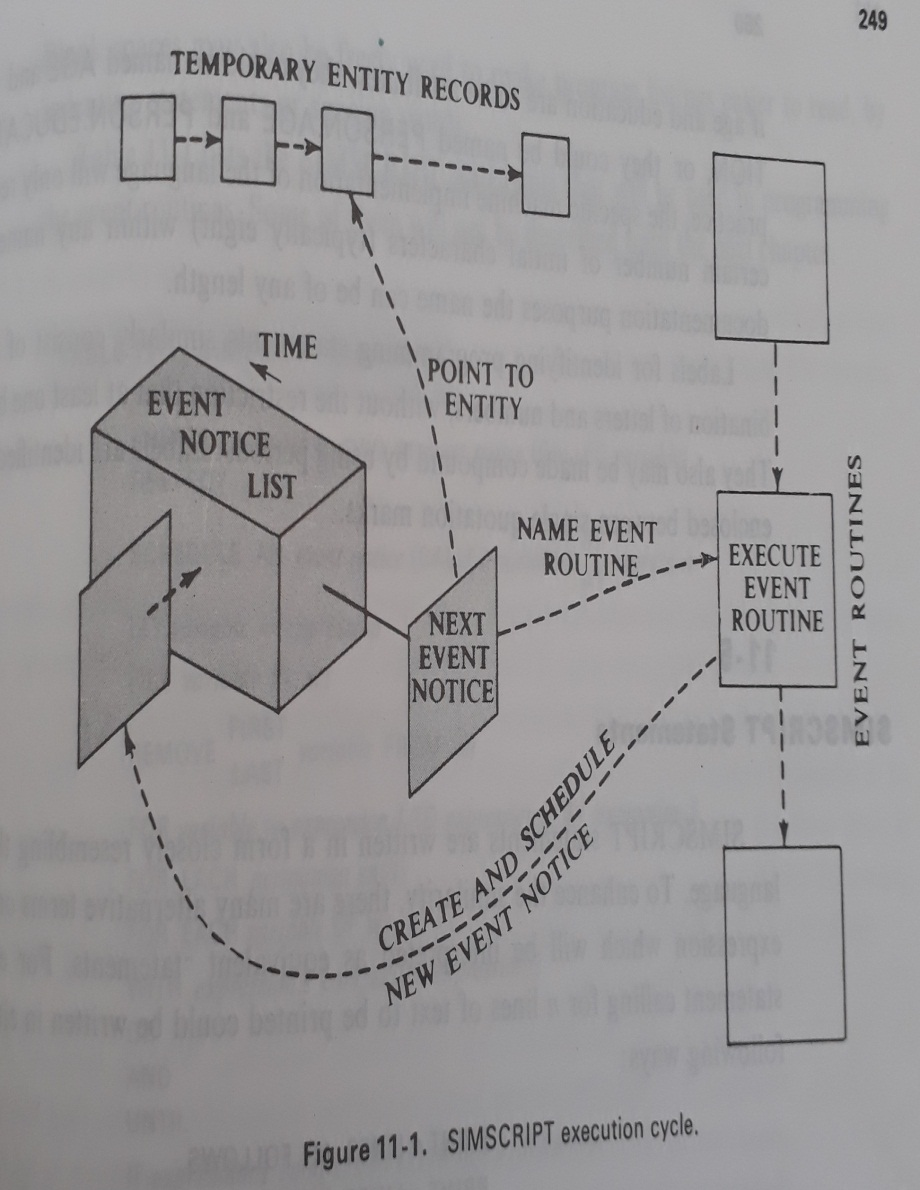 249
TEMPORARY ENTITY RECORDS
TIME
EVENT
NOTICE
LIST
POINT TO
ENTITY
NAME EVENT
ROUTINE
NEXT
EVENT
NOTICE
EXECUTE
EVENT
ROUTINE
EVENT ROUTINES
CREATE AND SCHEDULE
NEW EVENT NOTICE
Figure 11-1. SIMSCRIPT execution cycle.